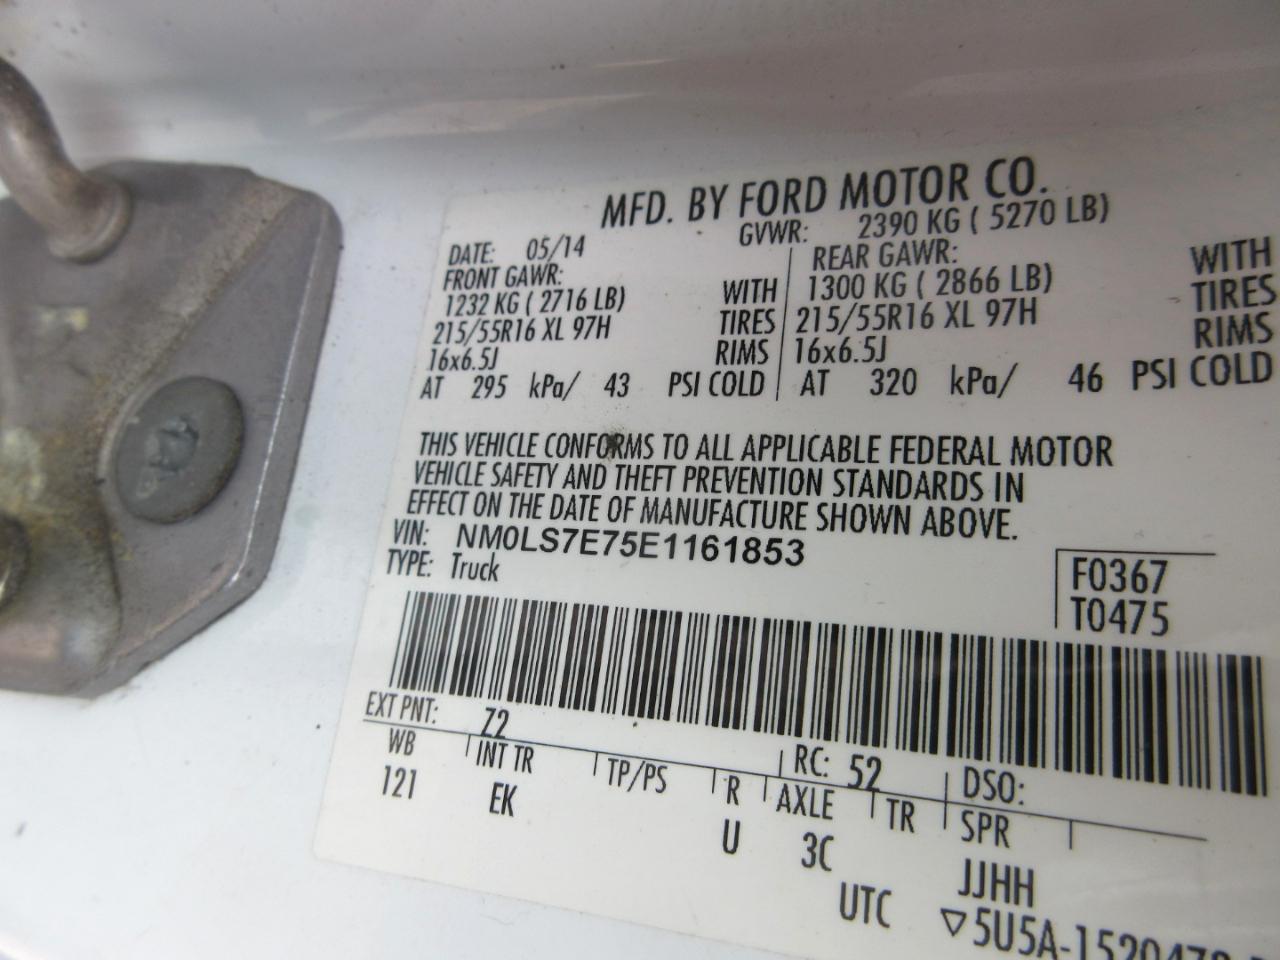 MFD. BY FORD MOTOR CO.
DATE: 05/14 GVWR: 2390 KG ( 5270 LB)
FRONT GAWR: REAR GAWR:
1232 KG ( 2716 LB) WITH 1300 KG ( 2866 LB) WITH
215/55R16 XL 97H TIRES 215/55R16 XL 97H TIRES
16x6.5J RIMS 16x6.5J RIMS
AT 295 kPa/ 43 PSI COLD AT 320 kPa/ 46 PSI COLD
THIS VEHICLE CONFORMS TO ALL APPLICABLE FEDERAL MOTOR
VEHICLE SAFETY AND THEFT PREVENTION STANDARDS IN
EFFECT ON THE DATE OF MANUFACTURE SHOWN ABOVE.
VIN: NM0LS7E75E1161853
TYPE: Truck
F0367
T0475
EXT PNT: Z2 RC: 52 DSO:
WB INT TR TP/PS R AXLE TR SPR
121 EK U 3C JJHH
UTC